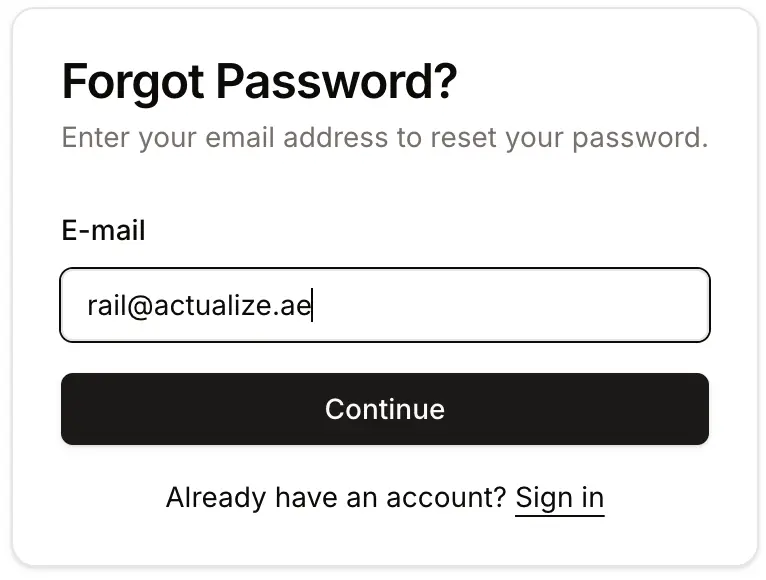 Forgot Password?
Enter your email address to reset your password.
E-mail
rail@actualize.ae
Continue
Already have an account? Sign in